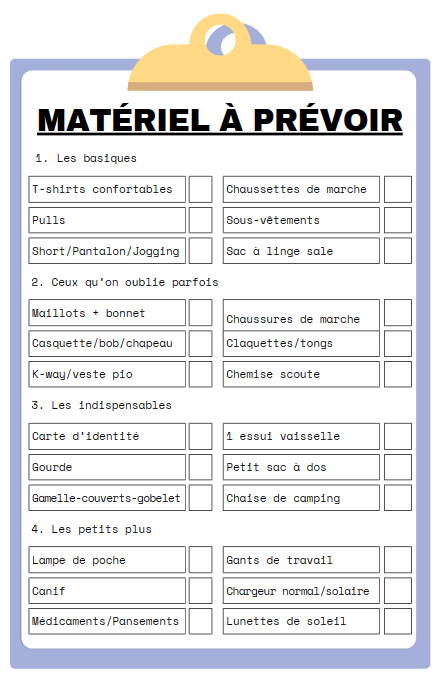 MATÉRIEL À PRÉVOIR
1. Les basiques
T-shirts confortables
Chaussettes de marche
Pulls
Sous-vêtements
Short/Pantalon/Jogging
Sac à linge sale
2. Ceux qu'on oublie parfois
Maillots + bonnet
Chaussures de marche
Casquette/bob/chapeau
Claquettes/tongs
K-way/veste pio
Chemise scoute
3. Les indispensables
Carte d'identité
1 essui vaisselle
Gourde
Petit sac à dos
Gamelle-couverts-gobelet
Chaise de camping
4. Les petits plus
Lampe de poche
Gants de travail
Canif
Chargeur normal/solaire
Médicaments/Pansements
Lunettes de soleil